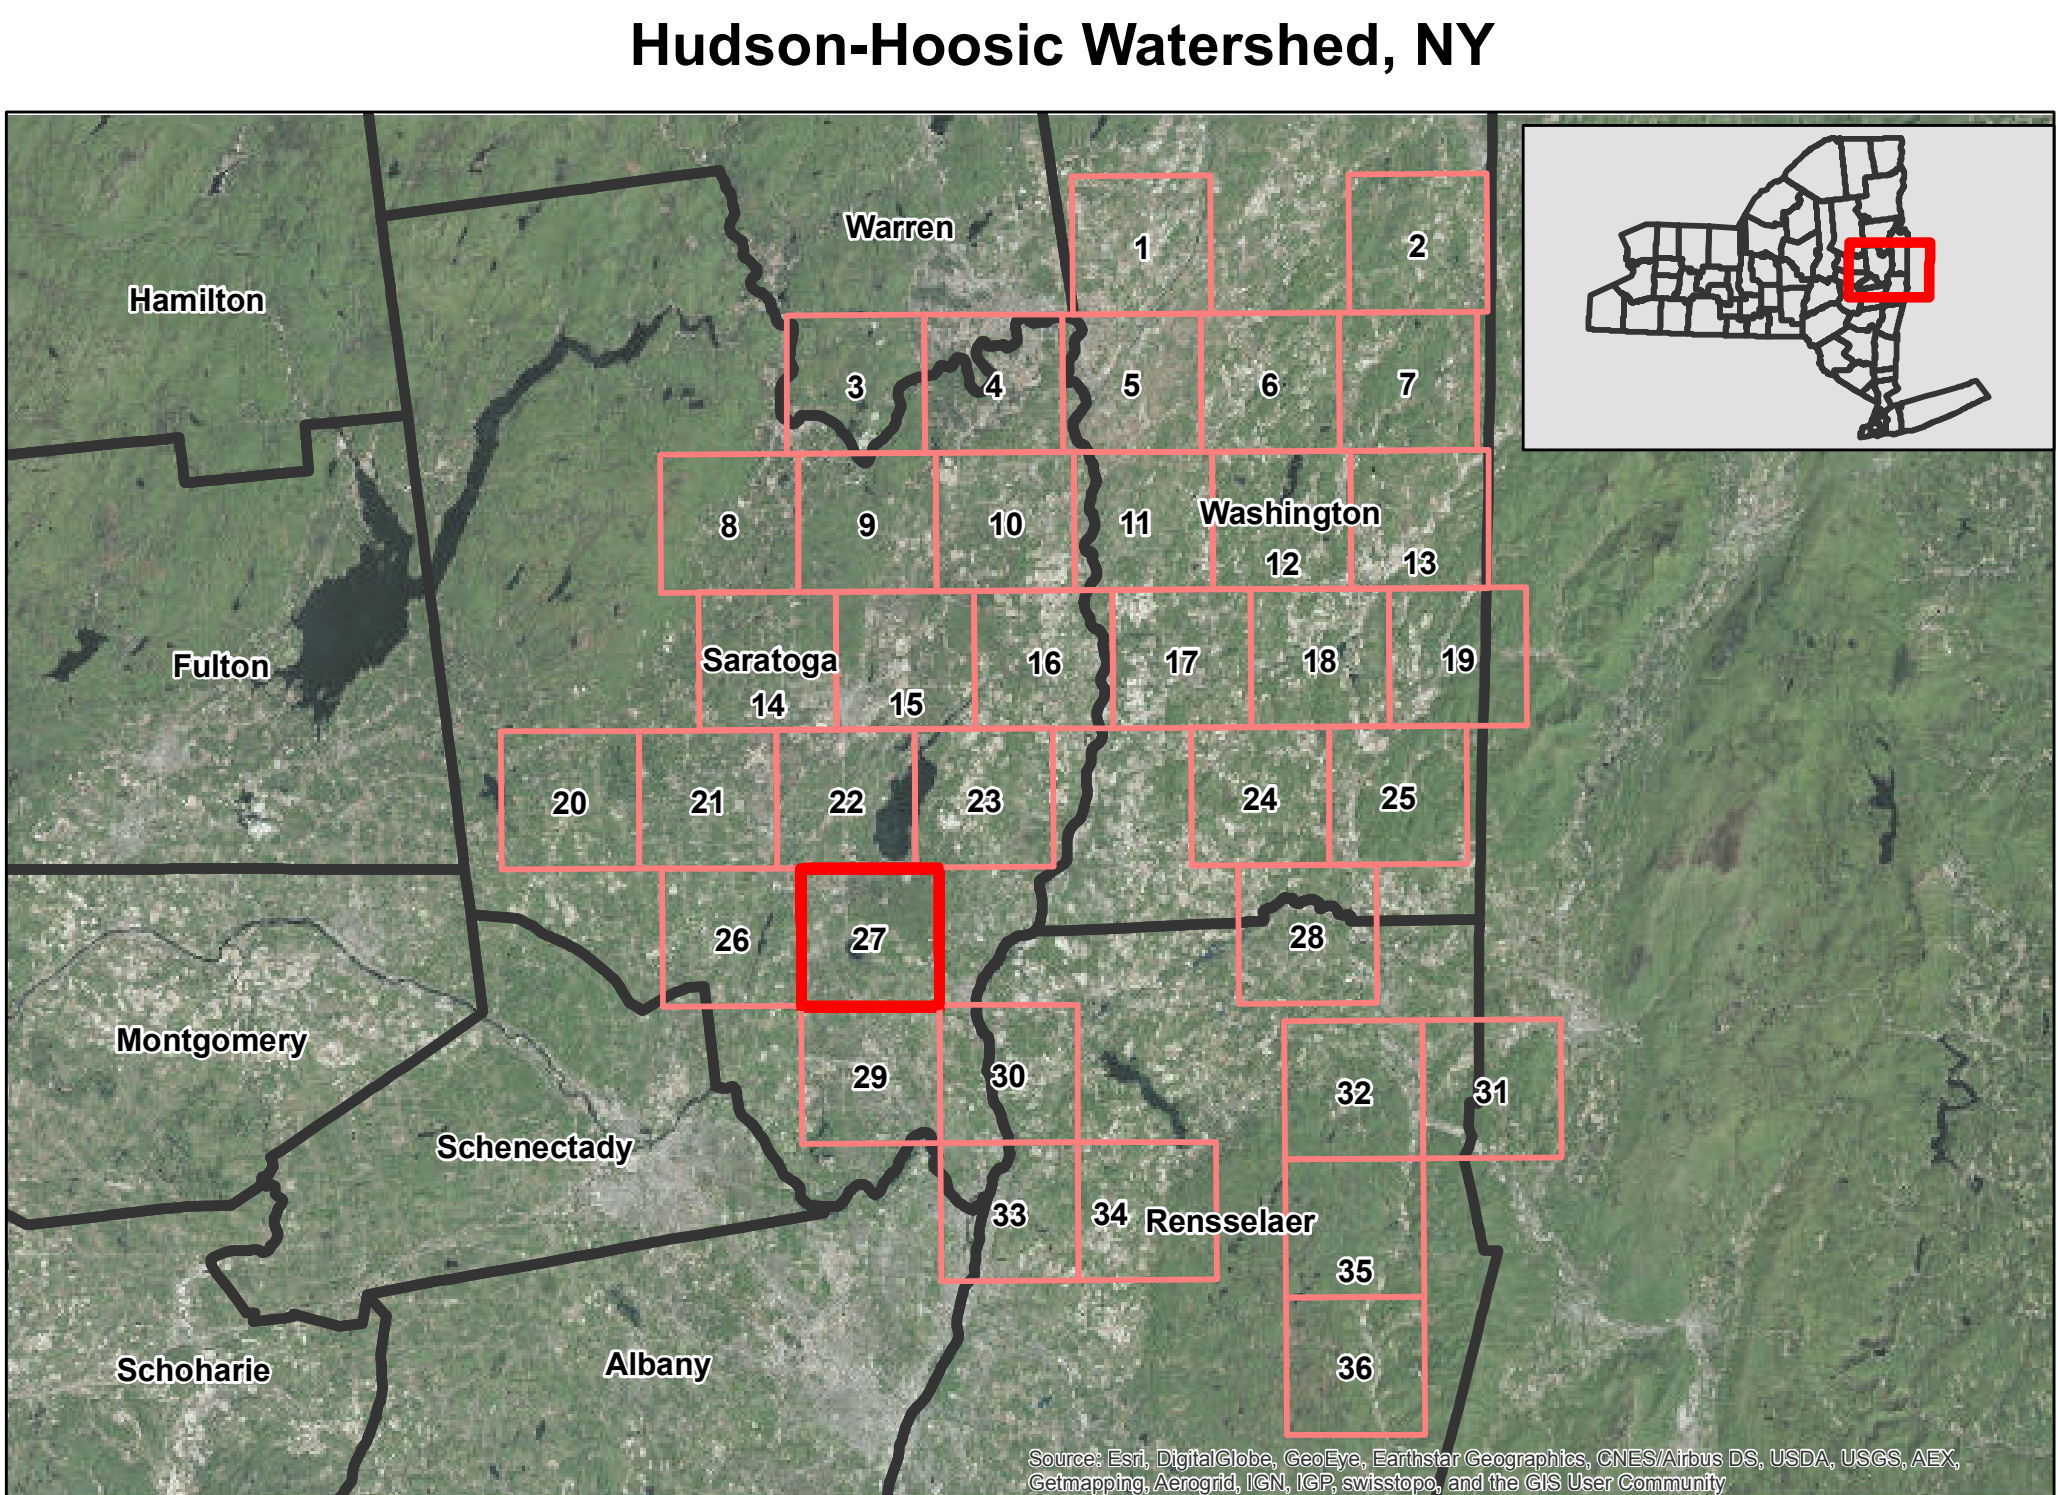 Hudson-Hoosic Watershed, NY
Warren
1
2
Hamilton
3
4
5
6
7
8
9
10
11
Washington
12
13
Fulton
Saratoga
14
15
16
17
18
19
20
21
22
23
24
25
26
27
28
Montgomery
29
30
32
31
Schenectady
33
34
Rensselaer
35
Schoharie
Albany
36
Source: Esri, DigitalGlobe, GeoEye, Earthstar Geographics, CNES/Airbus DS, USDA, USGS, AEX,
Getmapping, Aerogrid, IGN, IGP, swisstopo, and the GIS User Community